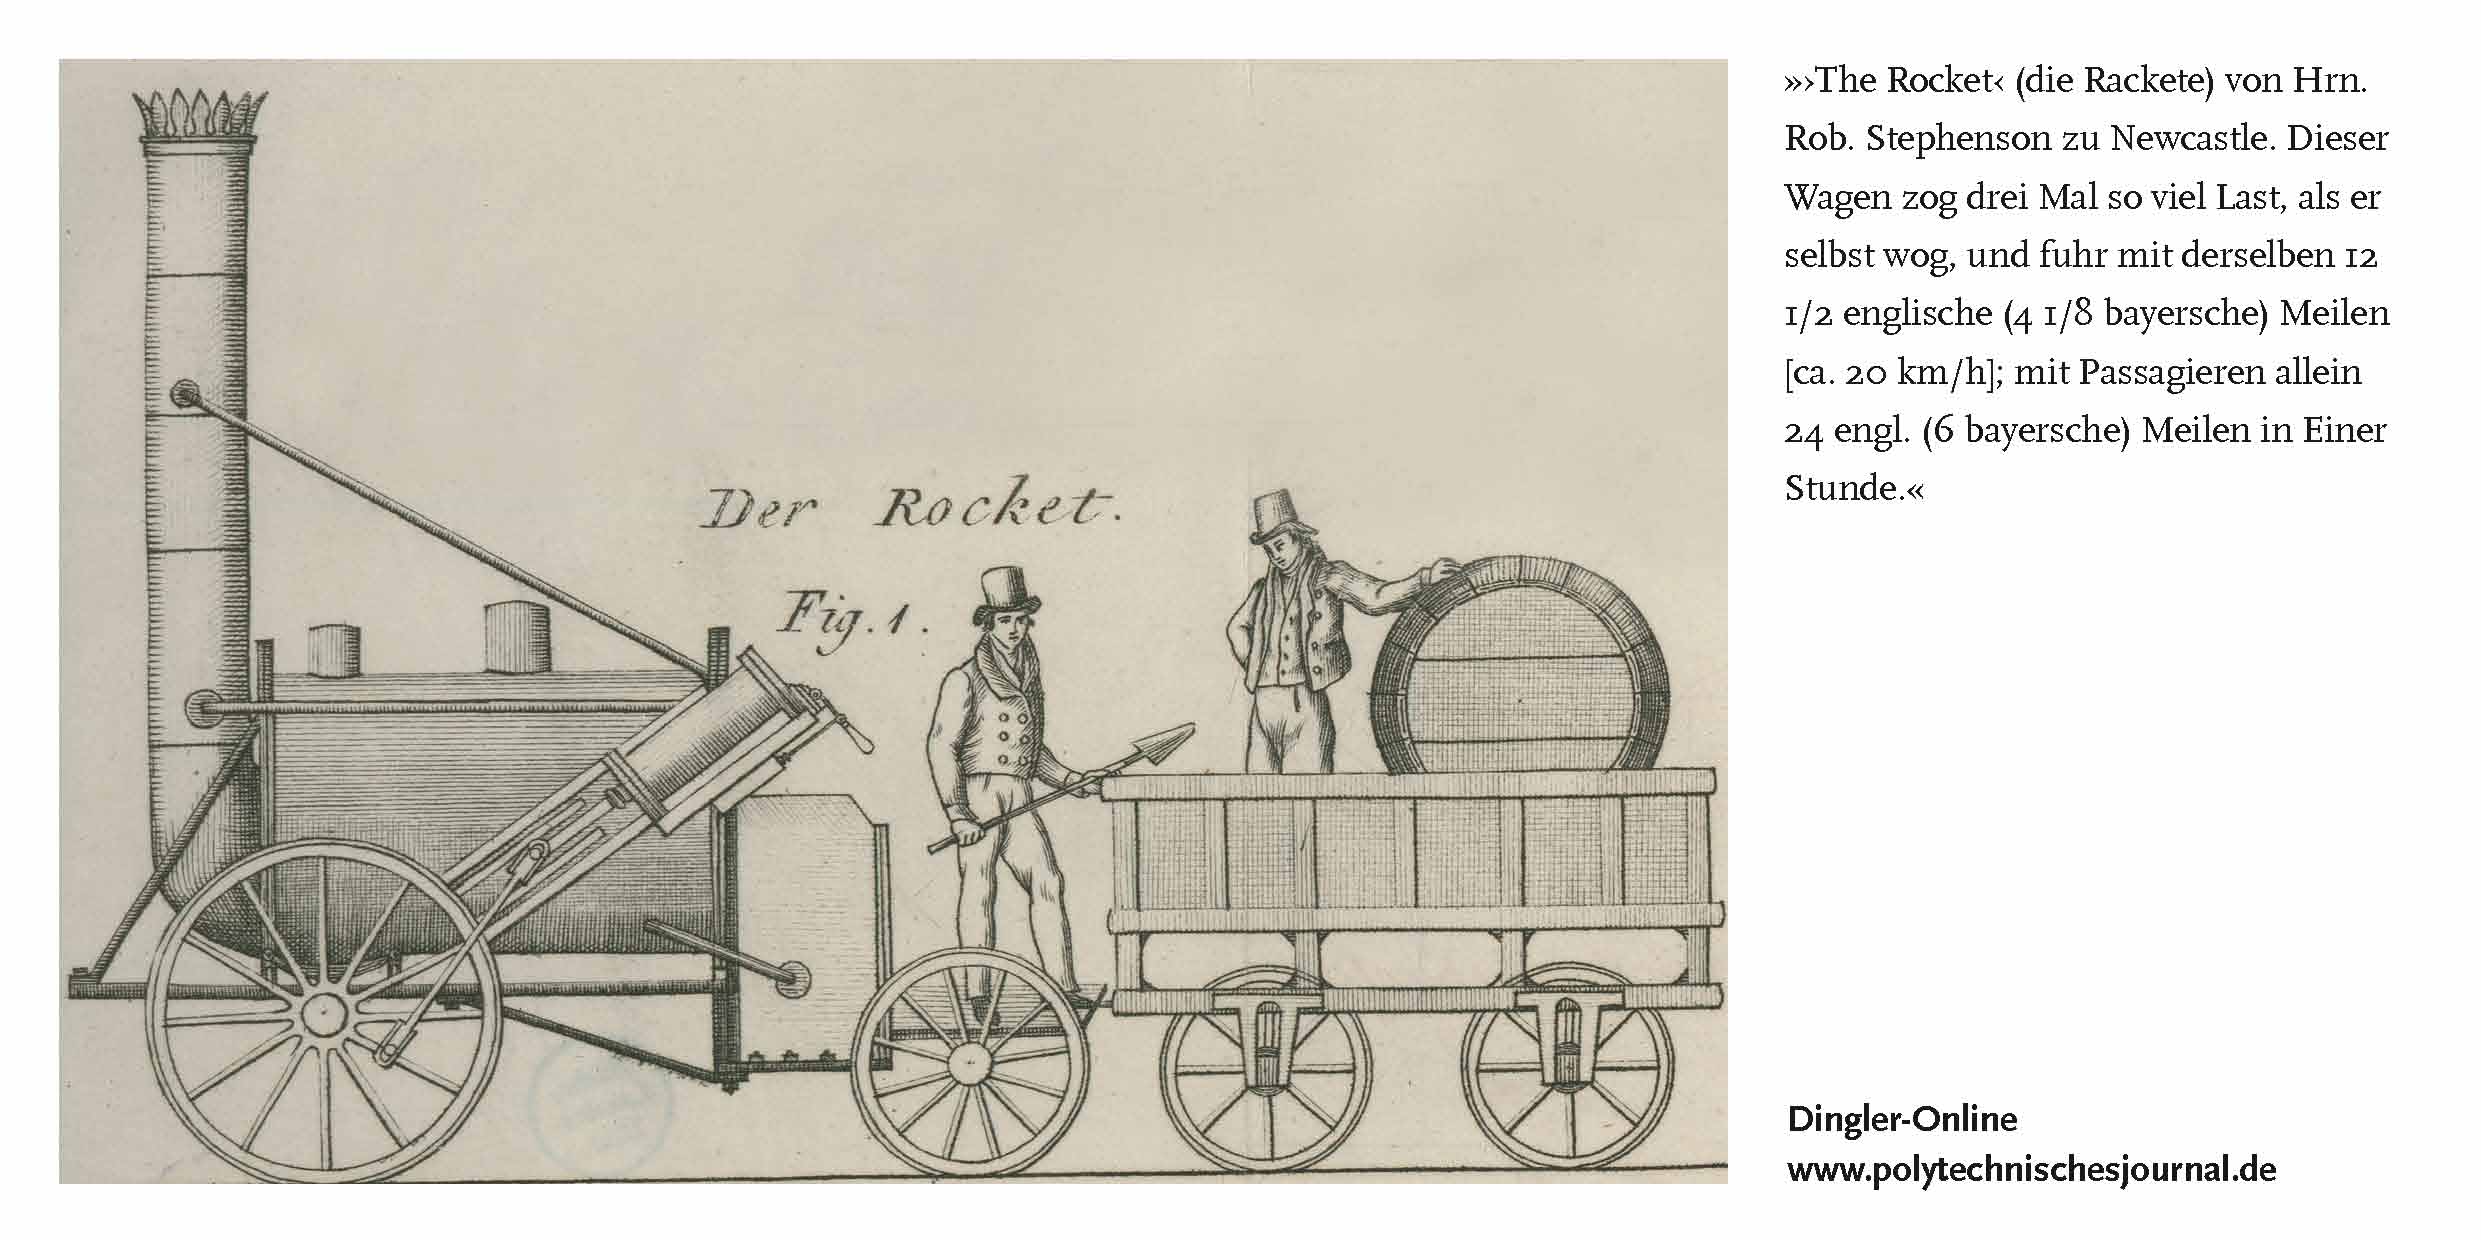 Der Rocket.
Fig. 1.
»›The Rocket‹ (die Rackete) von Hrn.
Rob. Stephenson zu Newcastle. Dieser
Wagen zog drei Mal so viel Last, als er
selbst wog, und fuhr mit derselben 12
1/2 englische (4 1/8 bayersche) Meilen
[ca. 20 km/h]; mit Passagieren allein
24 engl. (6 bayersche) Meilen in Einer
Stunde.«
Dingler-Online
www.polytechnischesjournal.de